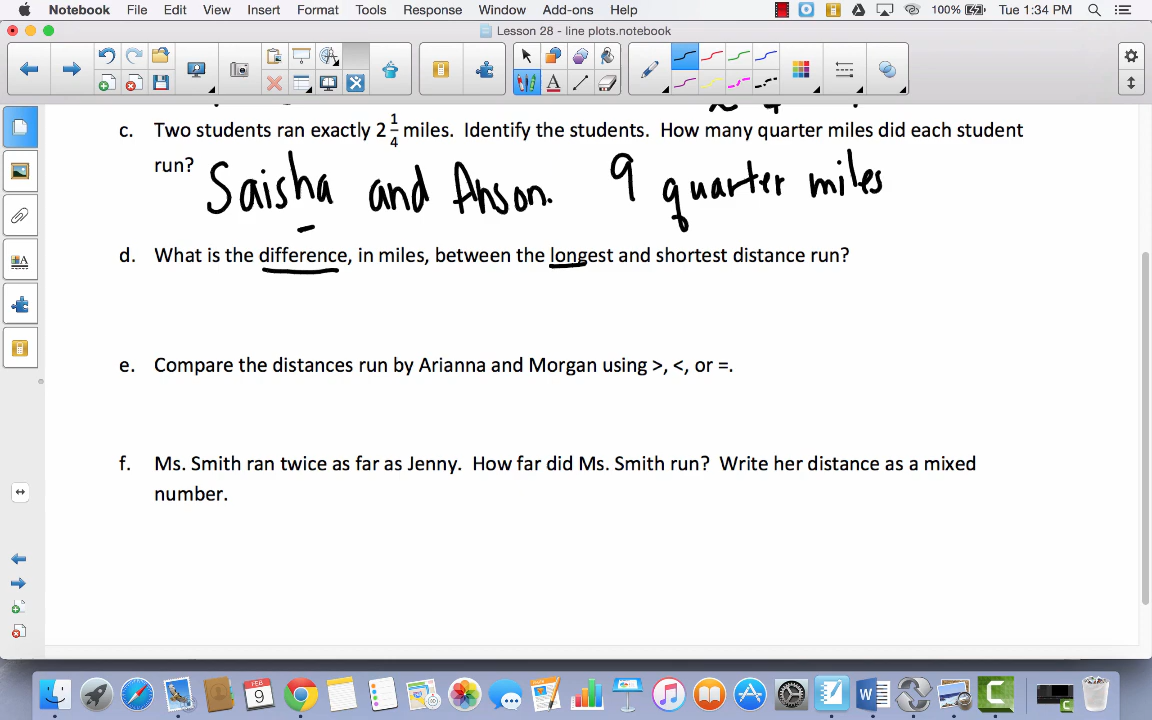 Notebook File Edit View Insert Format Tools Response Window Add-ons Help 100% Tue 1:34 PM
Lesson 28 - line plots.notebook
c. Two students ran exactly 2 1/4 miles. Identify the students. How many quarter miles did each student
run? Saisha and Anson. 9 quarter miles
d. What is the difference, in miles, between the longest and shortest distance run?
e. Compare the distances run by Arianna and Morgan using >, <, or =.
f. Ms. Smith ran twice as far as Jenny. How far did Ms. Smith run? Write her distance as a mixed
number.
FEB
9